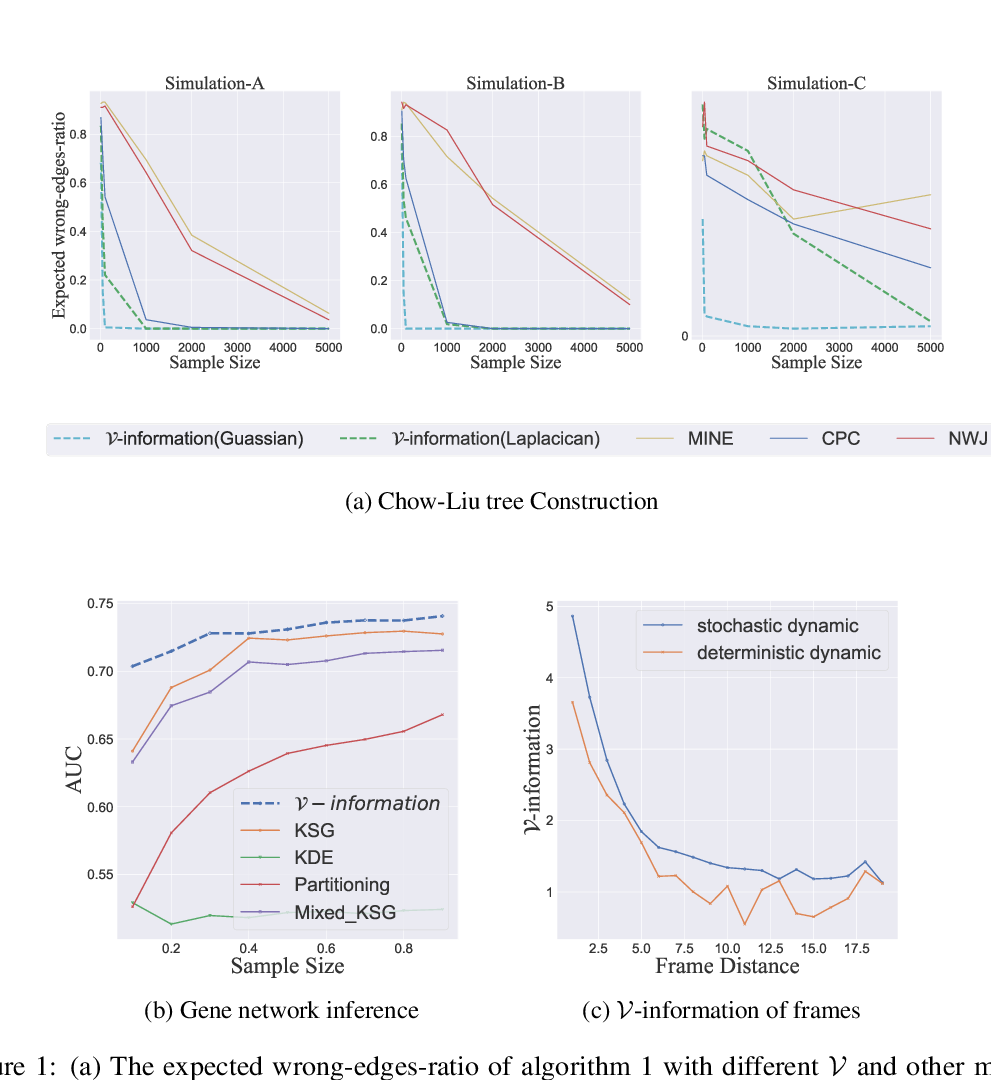 Simulation-A Simulation-B Simulation-C
Expected wrong-edges-ratio
0.8
0.6
0.4
0.2
0.0
0 1000 2000 3000 4000 5000
Sample Size
0.8
0.6
0.4
0.2
0.0
0 1000 2000 3000 4000 5000
Sample Size
0
0 1000 2000 3000 4000 5000
Sample Size
𝒱-information(Guassian) 𝒱-information(Laplacican) MINE CPC NWJ
(a) Chow-Liu tree Construction
AUC
0.75
0.70
0.65
0.60
0.55
𝒱 − information
KSG
KDE
Partitioning
Mixed_KSG
0.2 0.4 0.6 0.8
Sample Size
(b) Gene network inference
𝒱-information
5
4
3
2
1
stochastic dynamic
deterministic dynamic
2.5 5.0 7.5 10.0 12.5 15.0 17.5
Frame Distance
(c) 𝒱-information of frames
ure 1: (a) The expected wrong-edges-ratio of algorithm 1 with different 𝒱 and other m